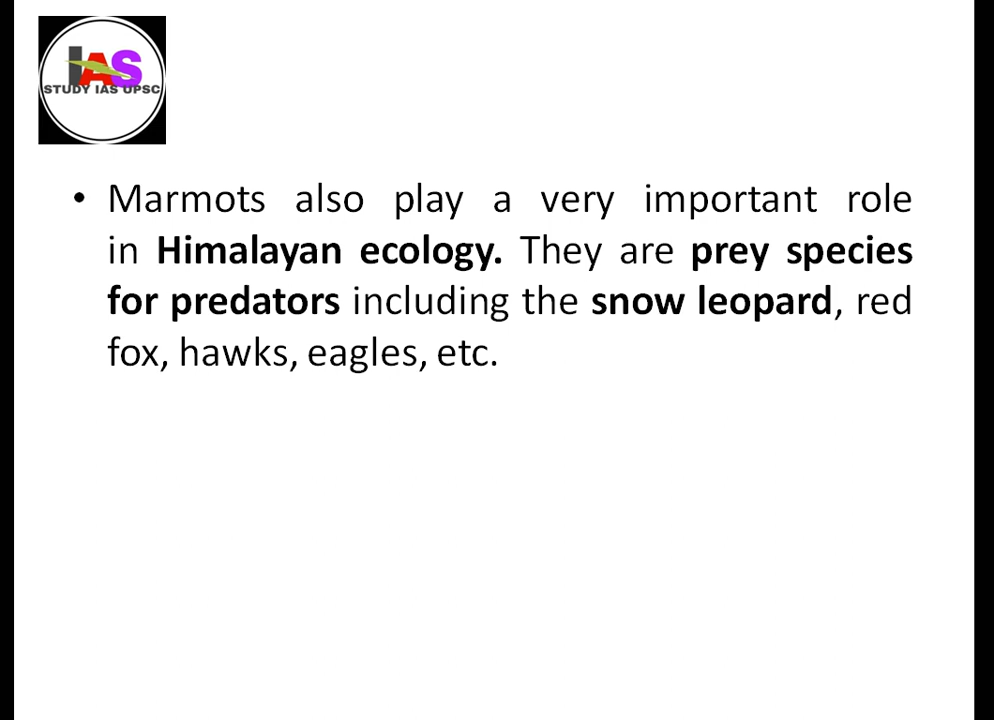 IAS
STUDY IAS UPSC
• Marmots also play a very important role
in Himalayan ecology. They are prey species
for predators including the snow leopard, red
fox, hawks, eagles, etc.